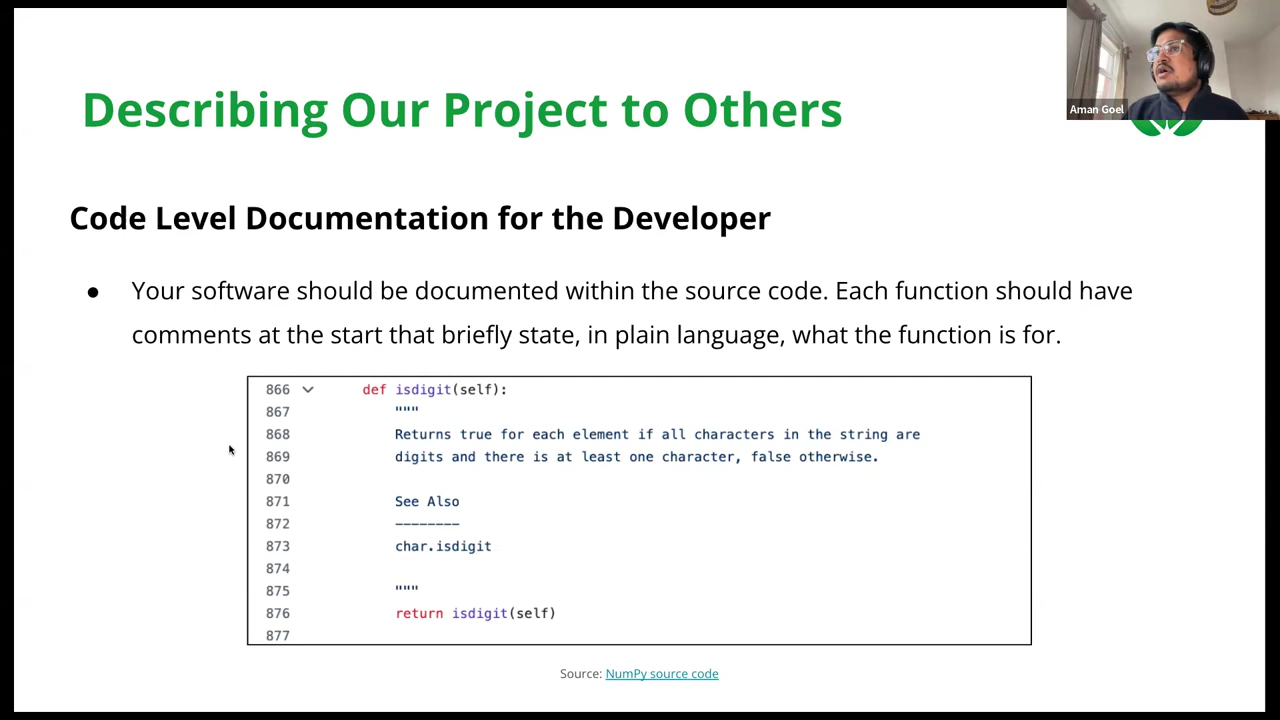 Describing Our Project to Others
Aman Goel
Code Level Documentation for the Developer
● Your software should be documented within the source code. Each function should have
comments at the start that briefly state, in plain language, what the function is for.
866 def isdigit(self):
867 """
868 Returns true for each element if all characters in the string are
869 digits and there is at least one character, false otherwise.
870
871 See Also
872 --------
873 char.isdigit
874
875 """
876 return isdigit(self)
877
Source: NumPy source code